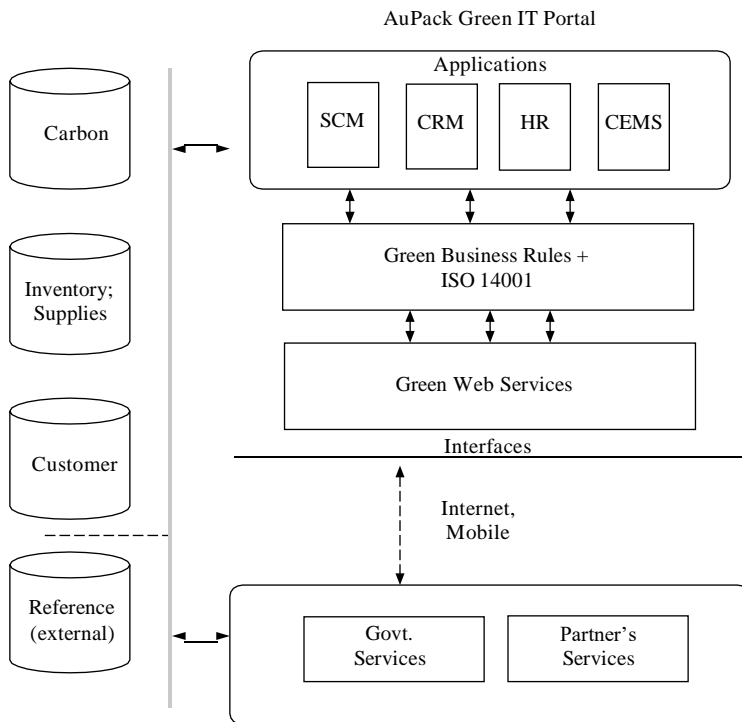 AuPack Green IT Portal
Applications
SCM
CRM
HR
CEMS
Carbon
Green Business Rules +
ISO 14001
Inventory;
Supplies
Green Web Services
Customer
Interfaces
Internet,
Mobile
Reference
(external)
Govt.
Services
Partner’s
Services